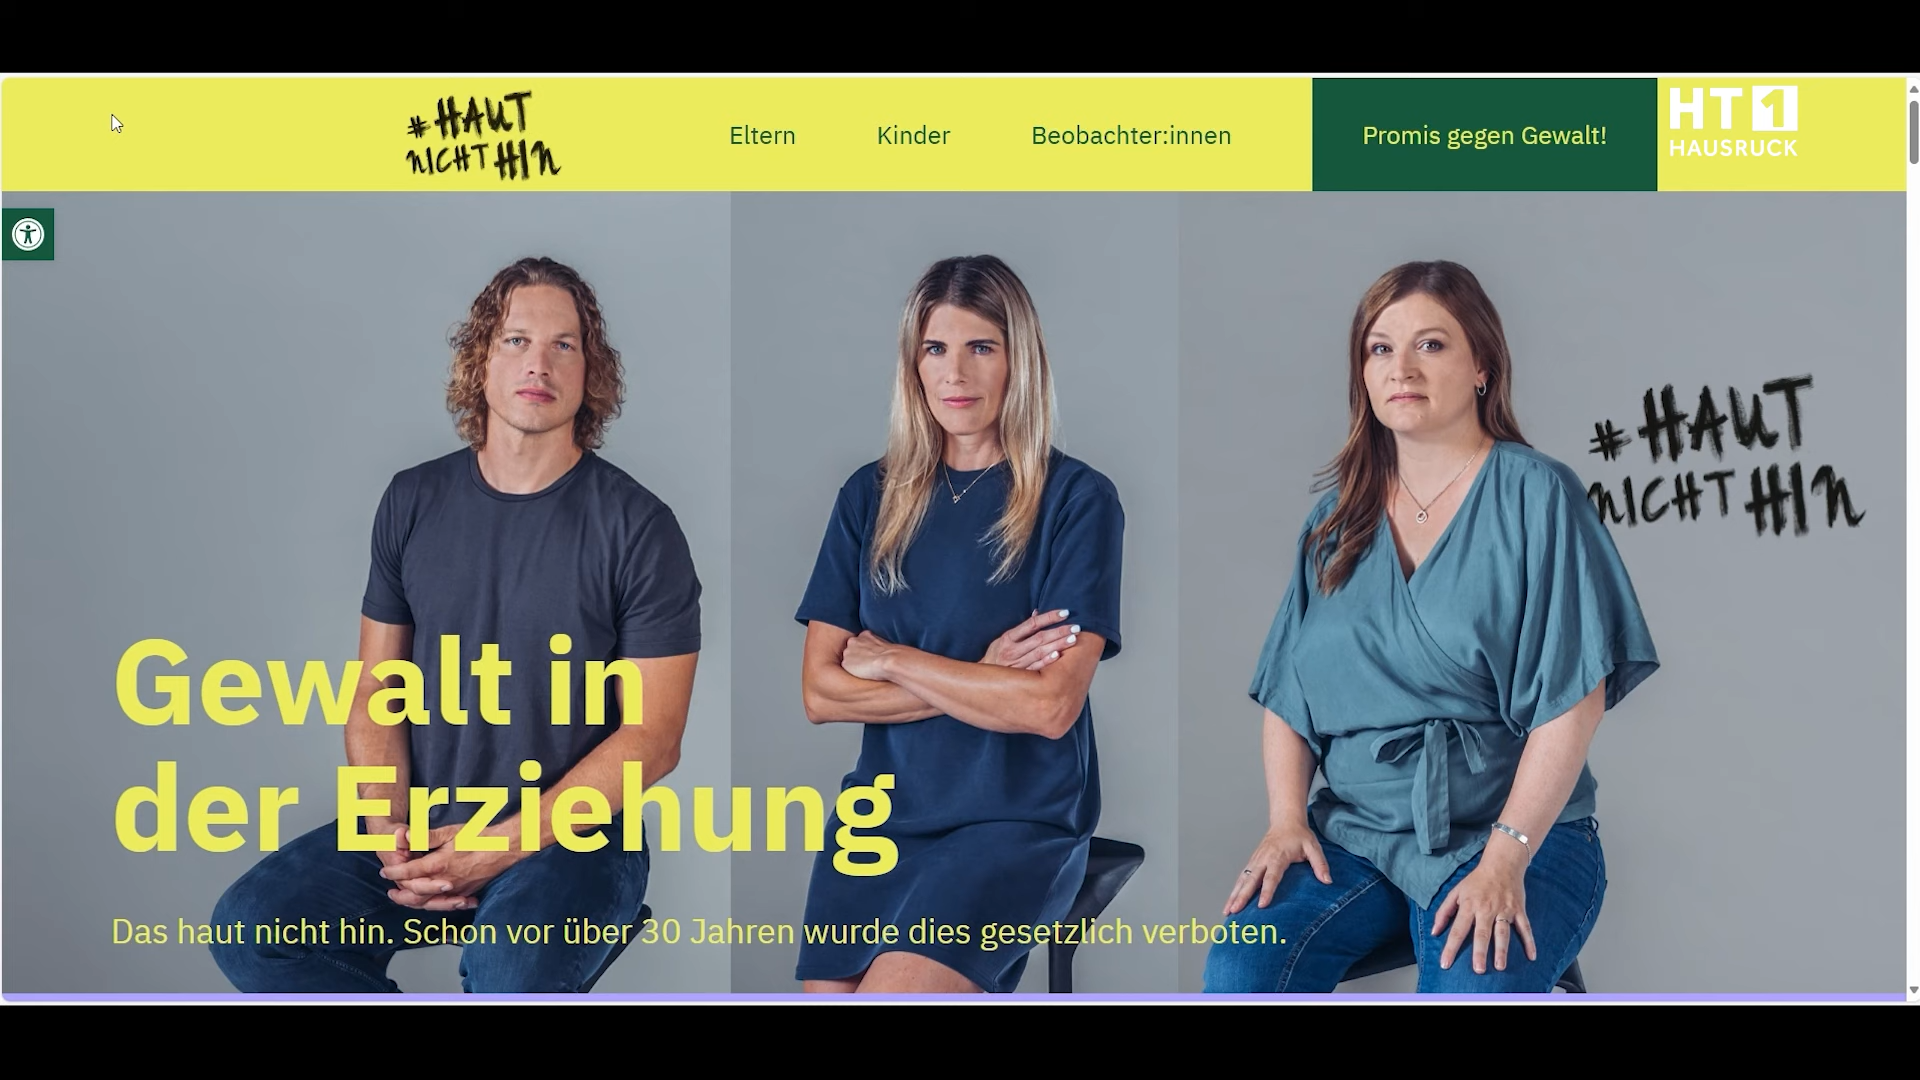 #HAUT
NICHT HIN
Eltern
Kinder
Beobachter:innen
Promis gegen Gewalt!
HT1
HAUSRUCK
#HAUT
NICHT HIN
Gewalt in
der Erziehung
Das haut nicht hin. Schon vor über 30 Jahren wurde dies gesetzlich verboten.